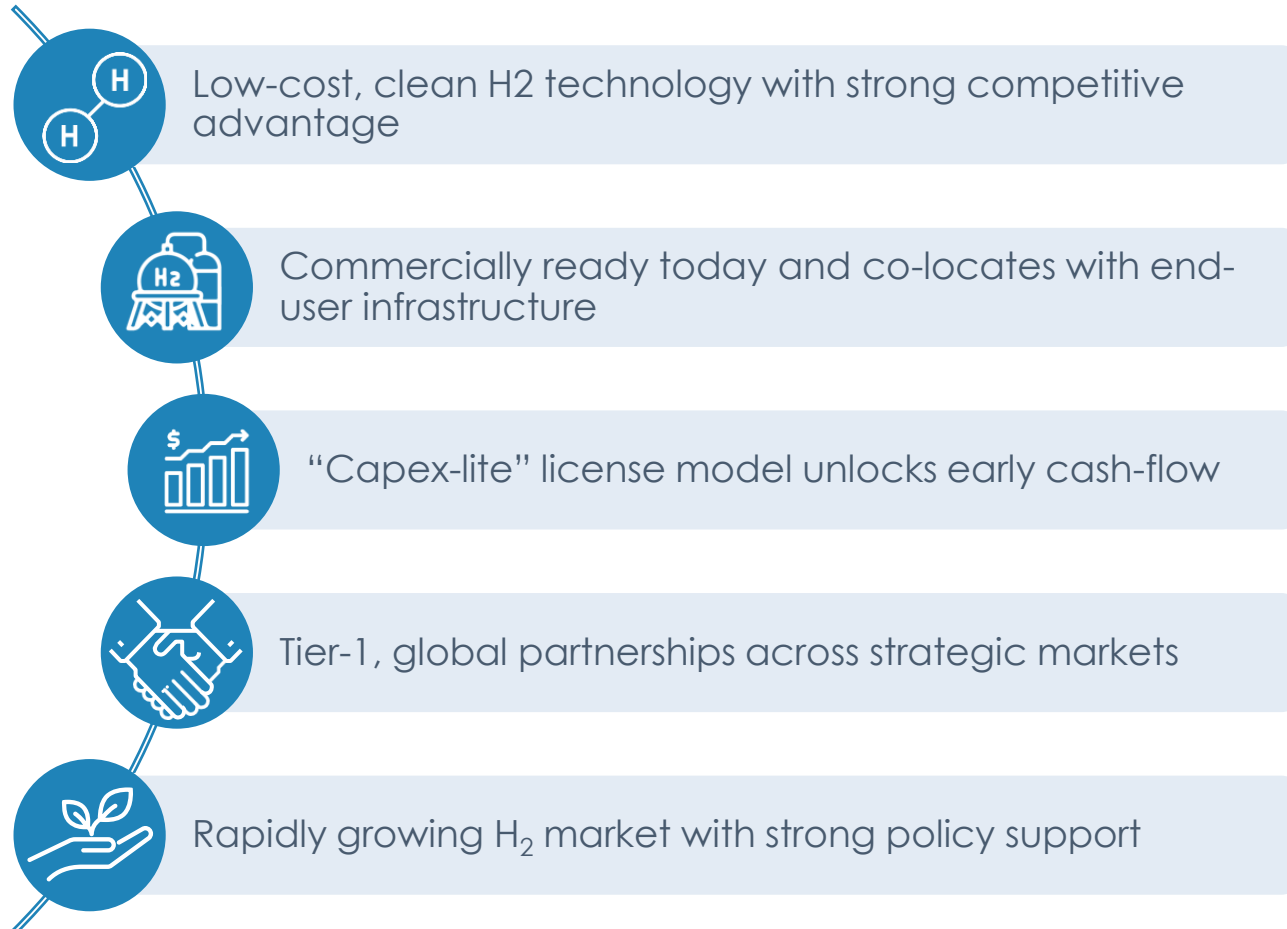 H
H
Low-cost, clean H2 technology with strong competitive
advantage
H2
Commercially ready today and co-locates with end-
user infrastructure
$
“Capex-lite” license model unlocks early cash-flow
Tier-1, global partnerships across strategic markets
Rapidly growing H₂ market with strong policy support